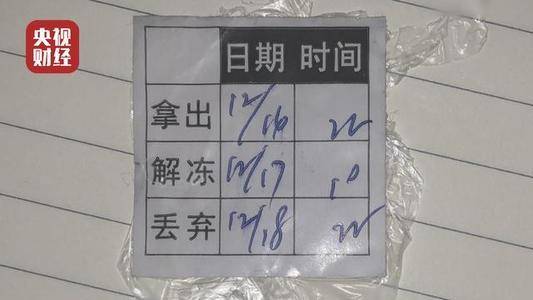 央视
财经
日期 时间
拿出 12/16 22
解冻 12/17 10
丢弃 12/18 22